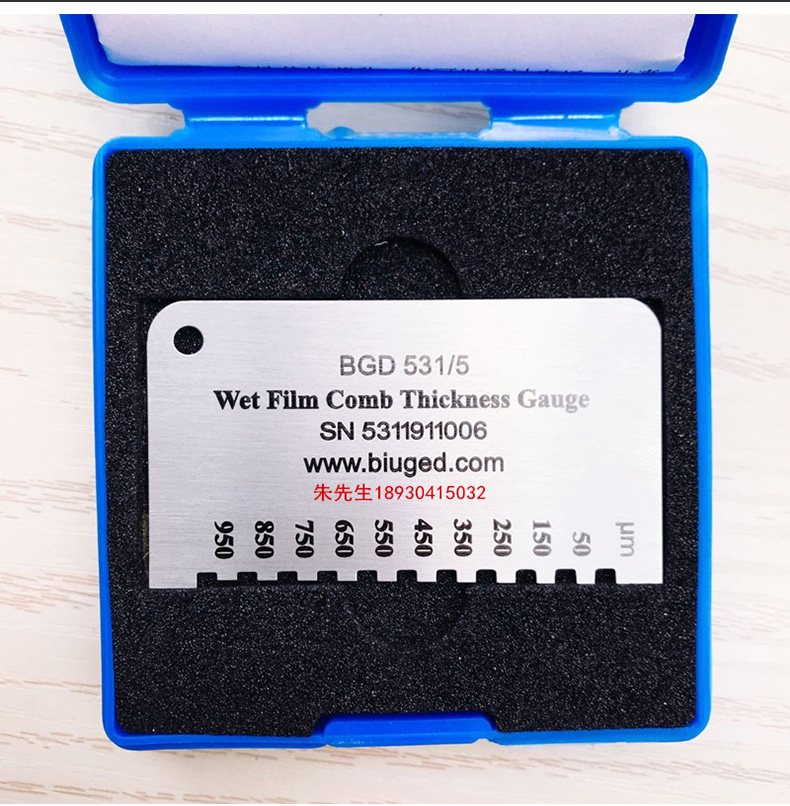 BGD 531/5
Wet Film Comb Thickness Gauge
SN 5311911006
www.biuged.com
朱先生18930415032
950 850 750 650 550 450 350 250 150 50 μm